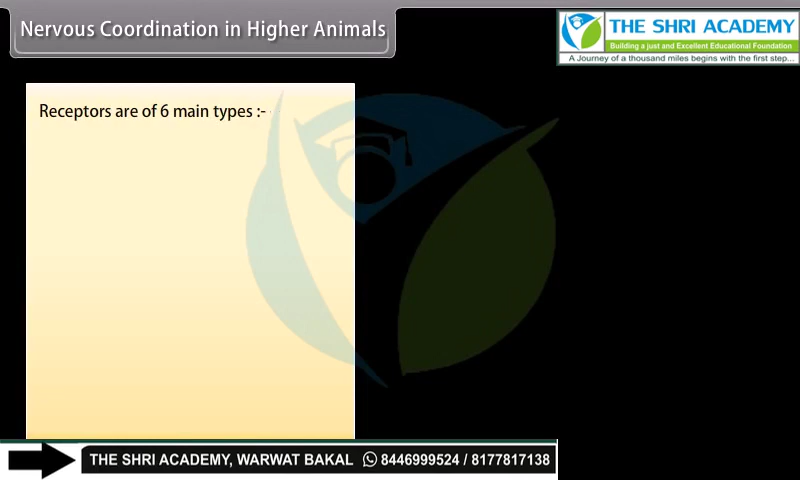 Nervous Coordination in Higher Animals
THE SHRI ACADEMY
Building a just and Excellent Educational Foundation
A Journey of a thousand miles begins with the first step...
Receptors are of 6 main types :-
THE SHRI ACADEMY, WARWAT BAKAL 8446999524 / 8177817138